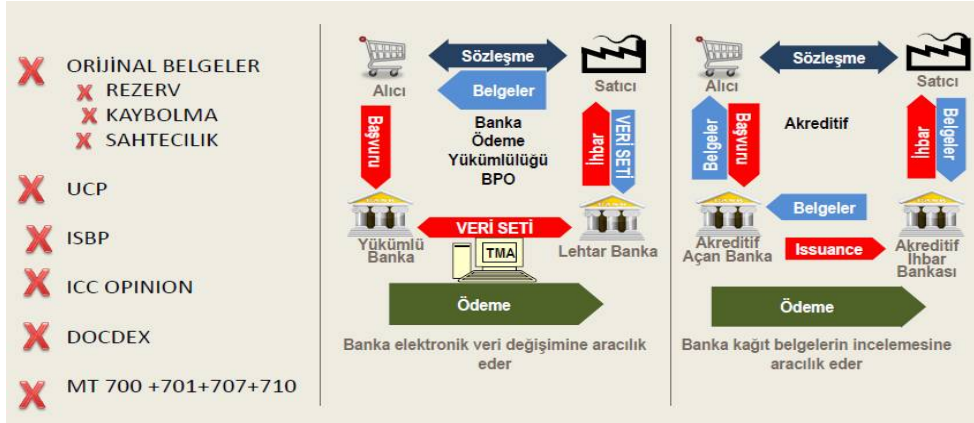 ORİJİNAL BELGELER
REZERV
KAYBOLMA
SAHTECILIK
UCP
ISBP
ICC OPINION
DOCDEX
MT 700 +701+707+710
Sözleşme
Alıcı
Satıcı
Belgeler
Banka
Ödeme
Yükümlülüğü
BPO
Başvuru
İhbar
VERİ SETİ
VERİ SETİ
Yükümlü
Banka
TMA
Lehtar Banka
Ödeme
Banka elektronik veri değişimine aracılık
eder
Sözleşme
Alıcı
Satıcı
Akreditif
Belgeler
Başvuru
İhbar
Belgeler
Belgeler
Akreditif
Açan Banka
Issuance
Akreditif
İhbar
Bankası
Ödeme
Banka kağıt belgelerin incelemesine
aracılık eder